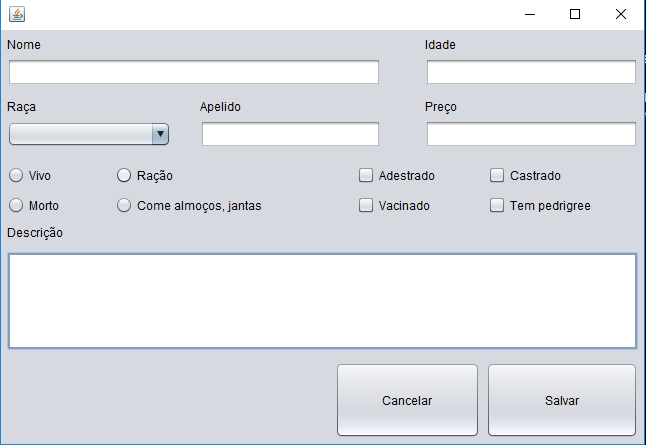 Nome Idade
Raça Apelido Preço
Vivo Ração Adestrado Castrado
Morto Come almoços, jantas Vacinado Tem pedrigree
Descrição
Cancelar Salvar